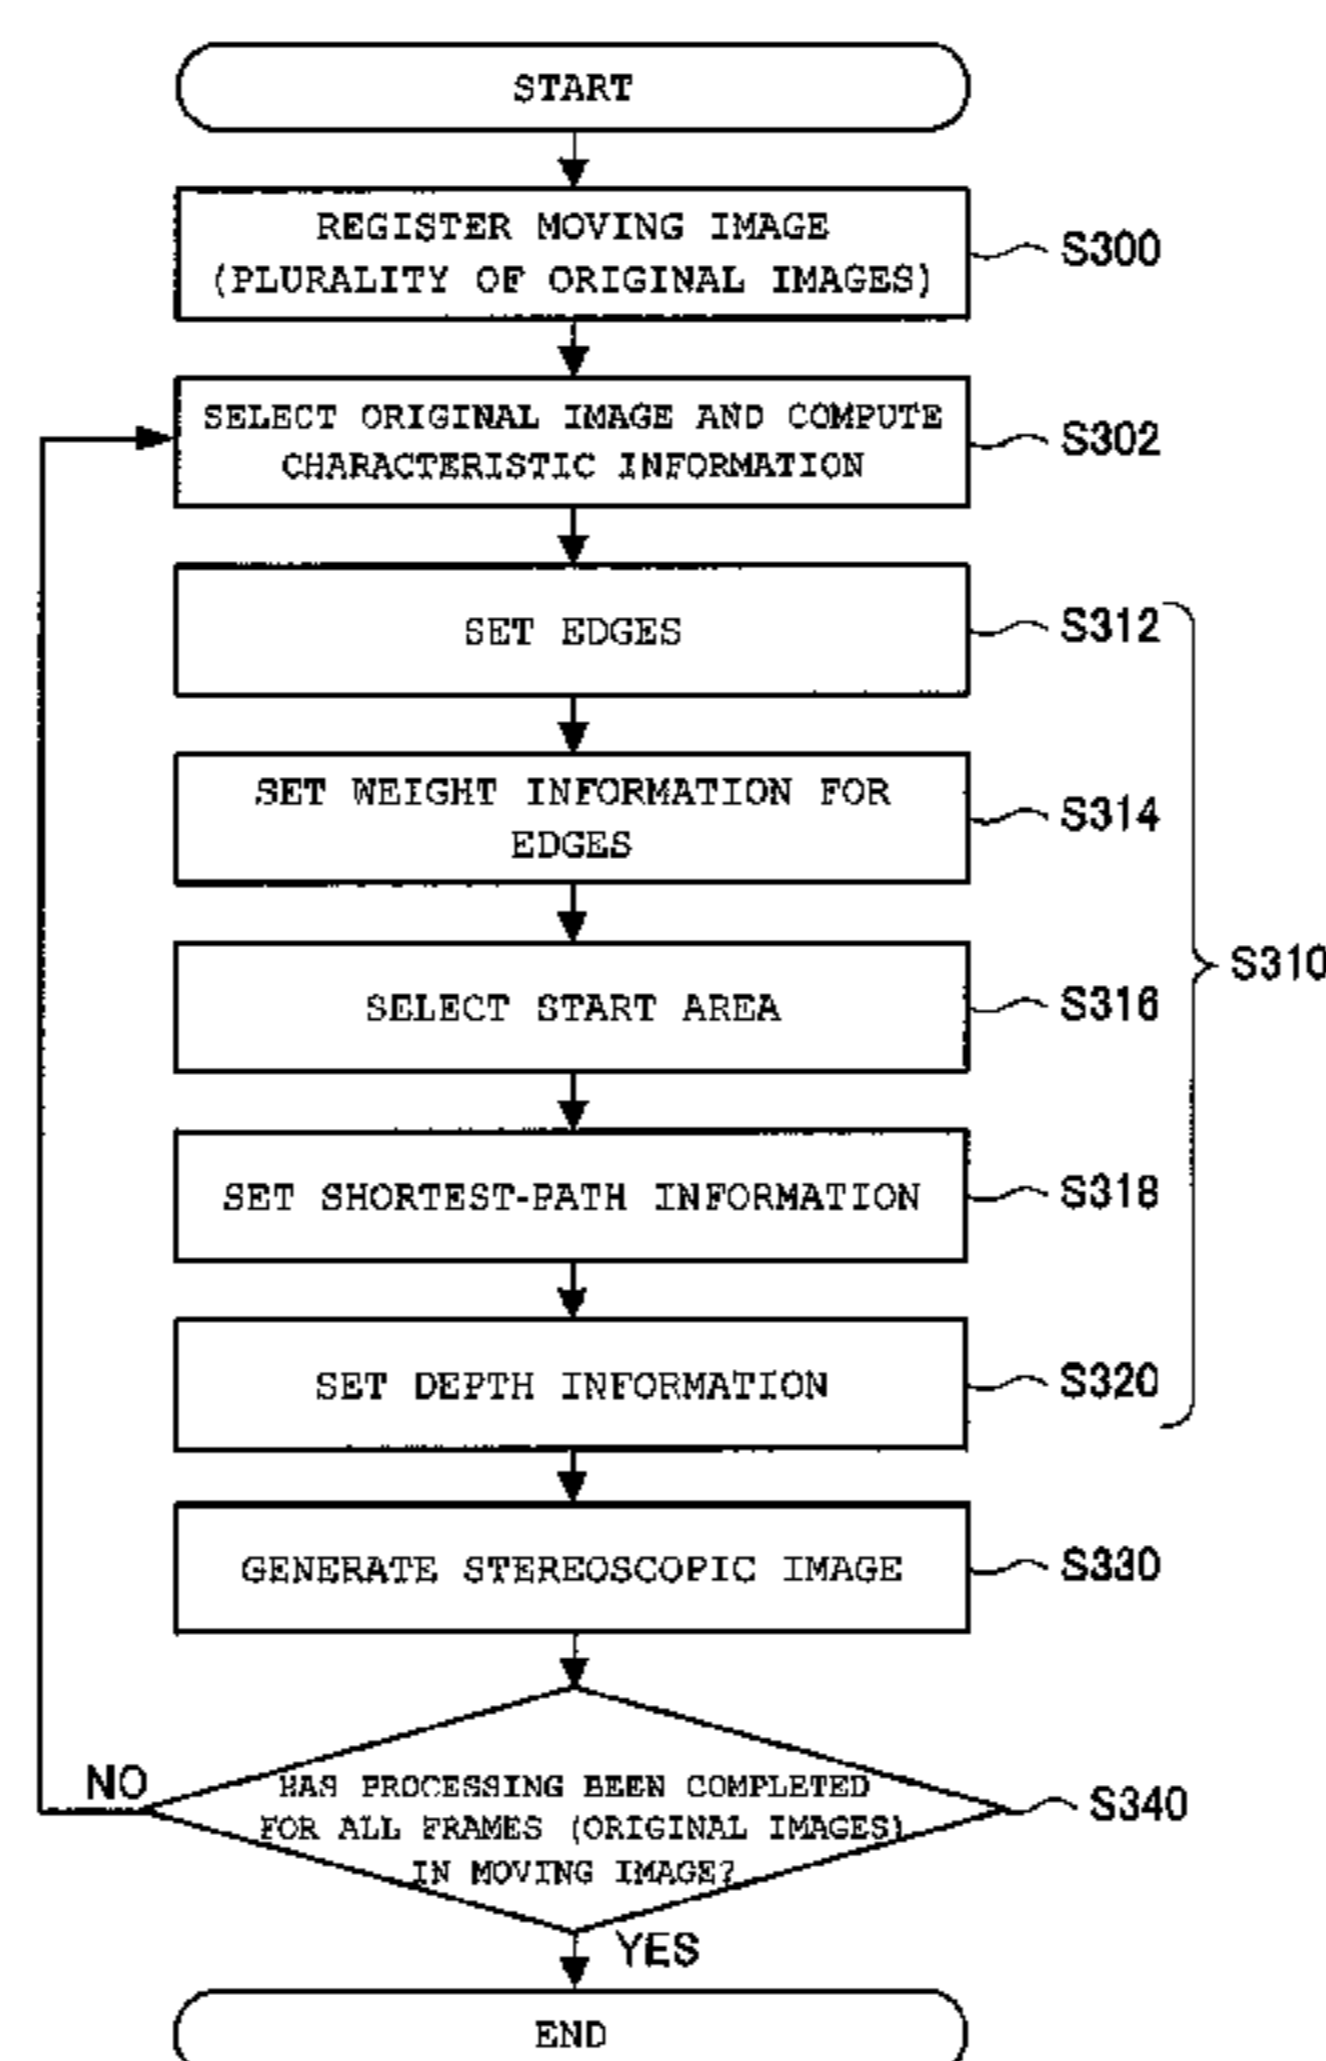 START
REGISTER MOVING IMAGE
(PLURALITY OF ORIGINAL IMAGES)
S300
SELECT ORIGINAL IMAGE AND COMPUTE
CHARACTERISTIC INFORMATION
S302
SET EDGES
S312
SET WEIGHT INFORMATION FOR
EDGES
S314
SELECT START AREA
S316
S310
SET SHORTEST-PATH INFORMATION
S318
SET DEPTH INFORMATION
S320
GENERATE STEREOSCOPIC IMAGE
S330
NO
HAS PROCESSING BEEN COMPLETED
FOR ALL FRAMES (ORIGINAL IMAGES)
IN MOVING IMAGE?
S340
YES
END